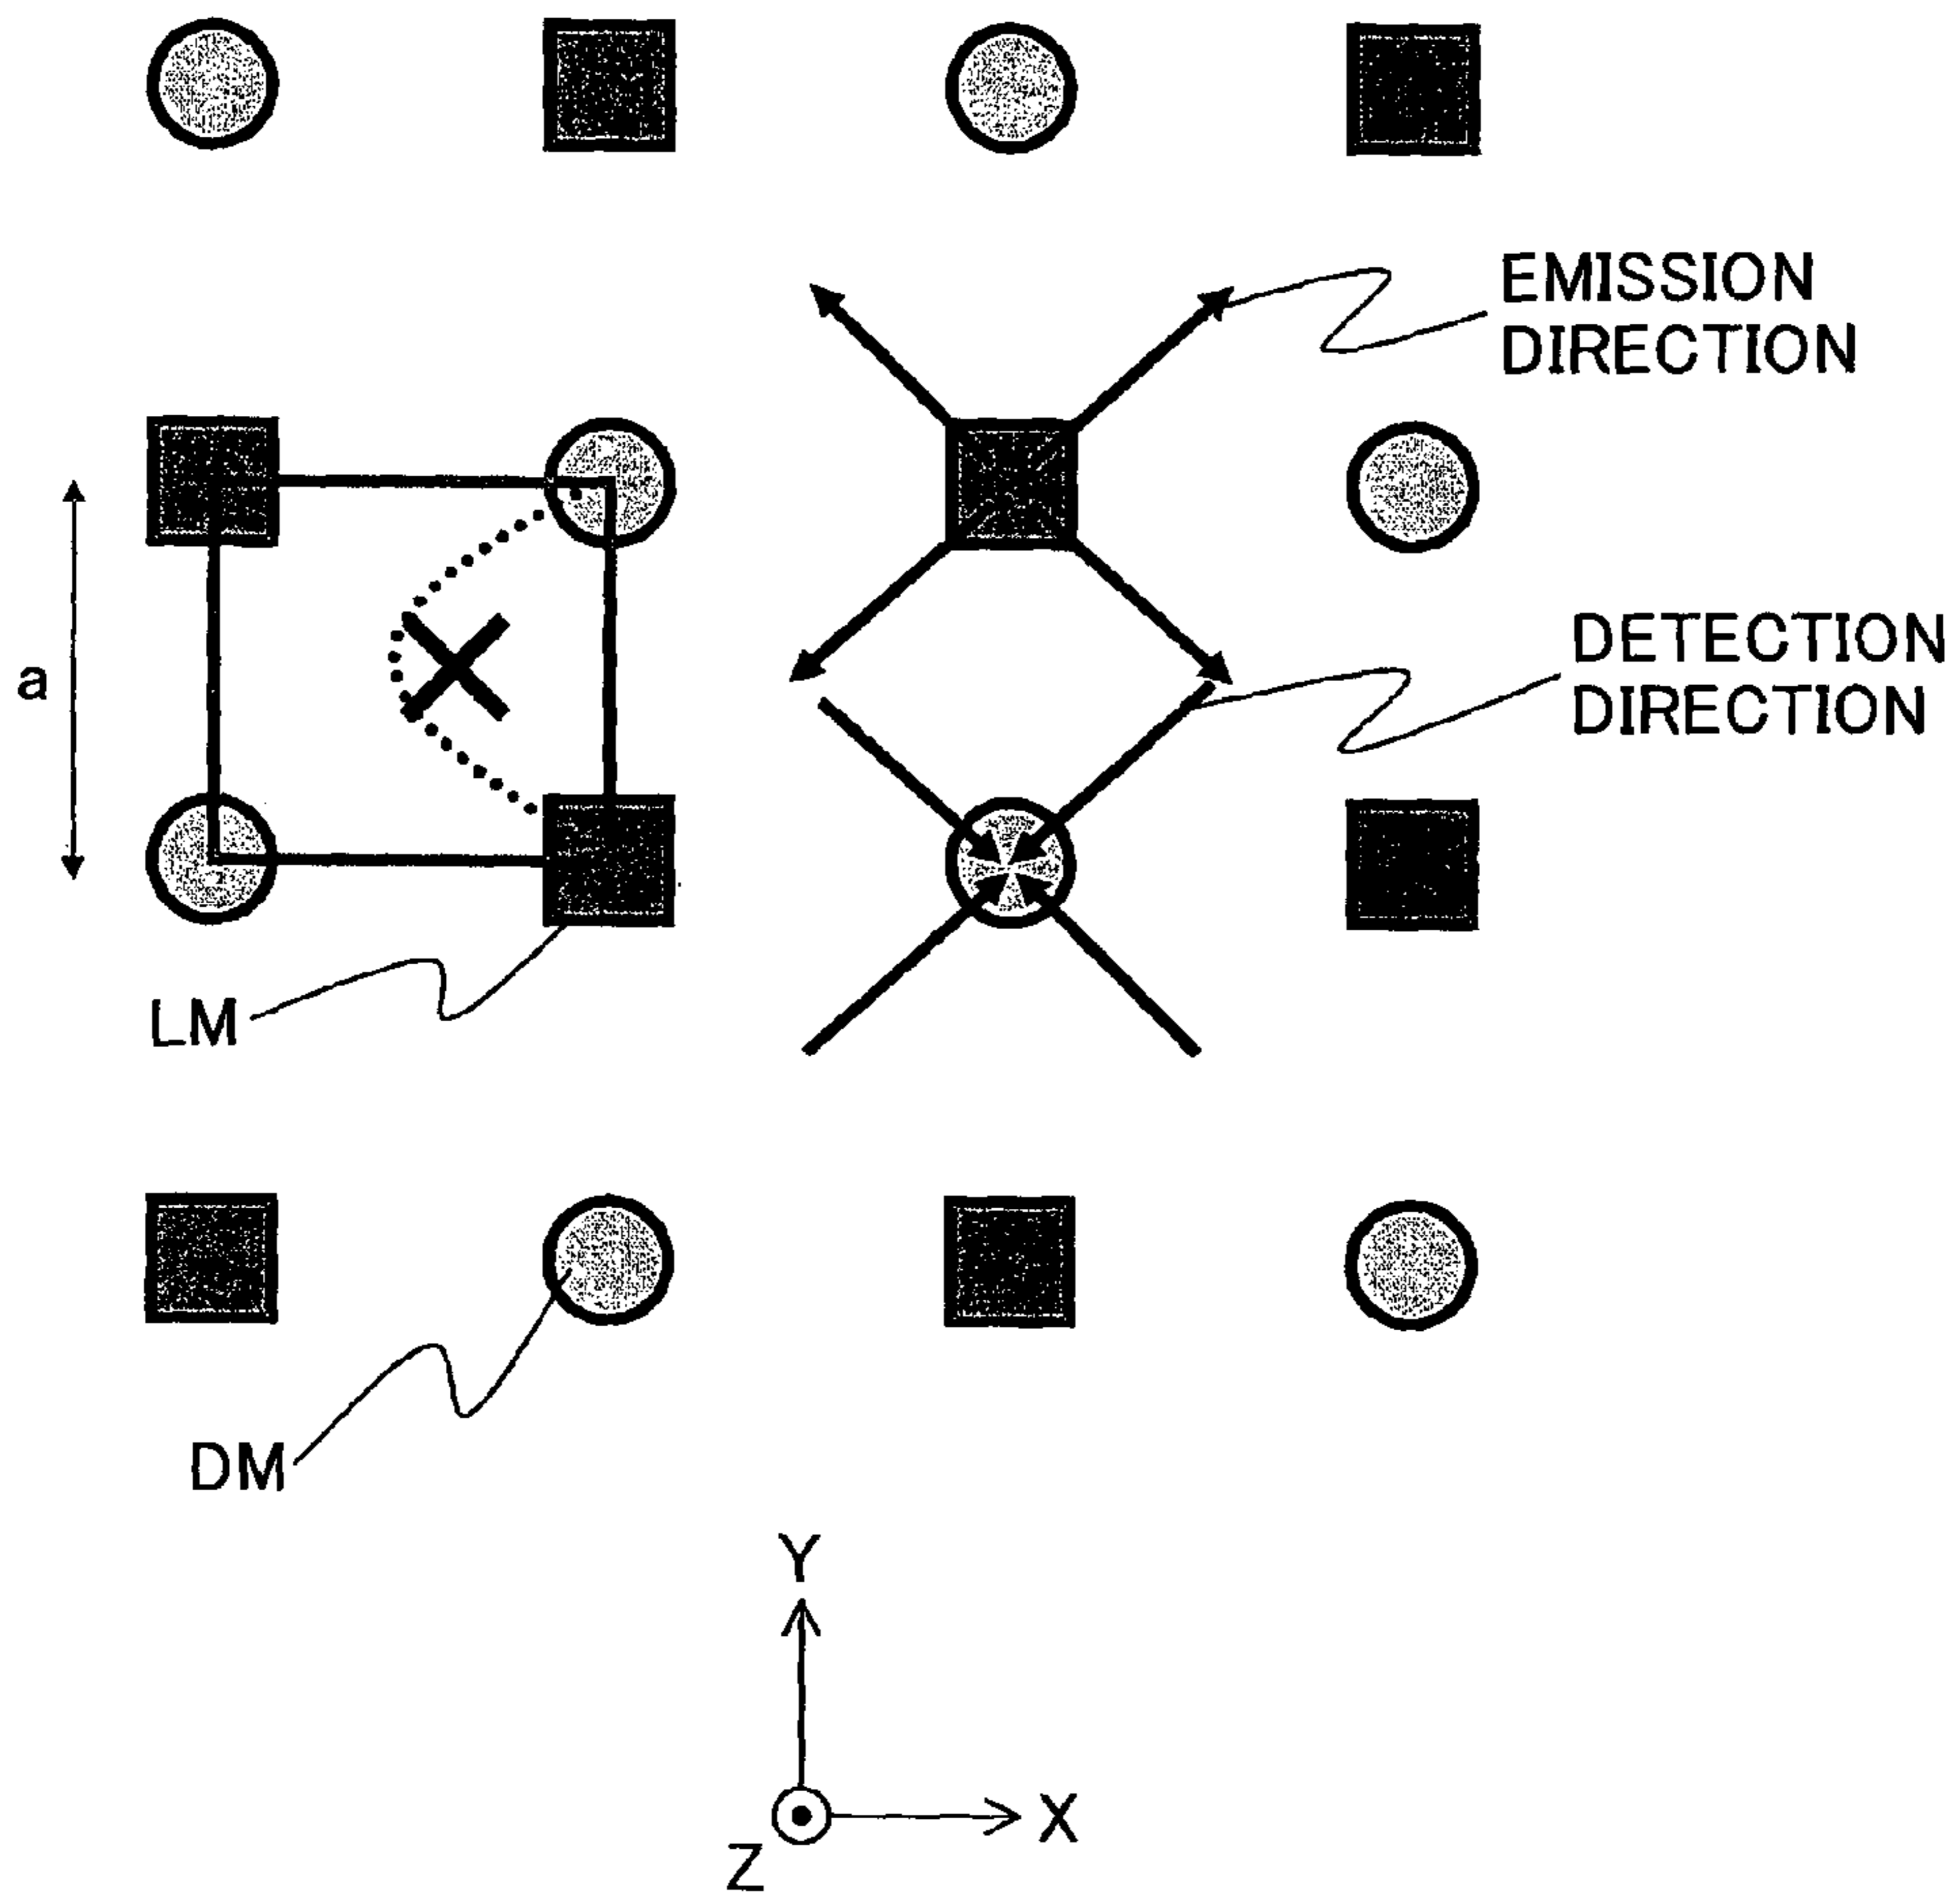 EMISSION
DIRECTION
DETECTION
DIRECTION
a
LM
DM
Y
X
Z